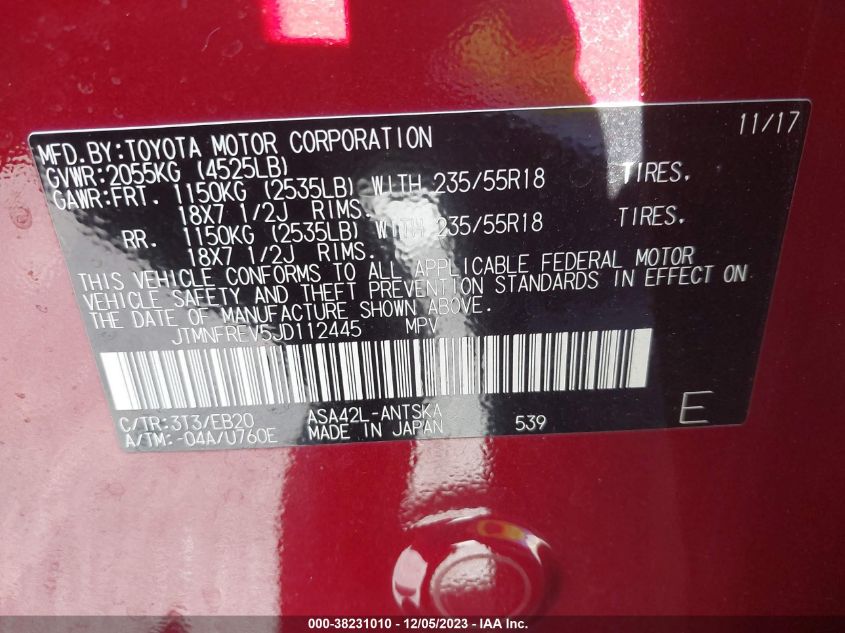 11/17
MFD.BY:TOYOTA MOTOR CORPORATION
GVWR:2055KG (4525LB)
GAWR:FRT. 1150KG (2535LB) WITH 235/55R18 TIRES.
18X7 1/2J RIMS.
RR. 1150KG (2535LB) WITH 235/55R18 TIRES.
18X7 1/2J RIMS.
THIS VEHICLE CONFORMS TO ALL APPLICABLE FEDERAL MOTOR
VEHICLE SAFETY AND THEFT PREVENTION STANDARDS IN EFFECT ON
THE DATE OF MANUFACTURE SHOWN ABOVE.
JTMNFREV5JD112445 MPV
C/TR:3T3/EB20 ASA42L-ANTSKA
A/TM:-04A/U760E MADE IN JAPAN 539 E
000-38231010 - 12/05/2023 - IAA Inc.